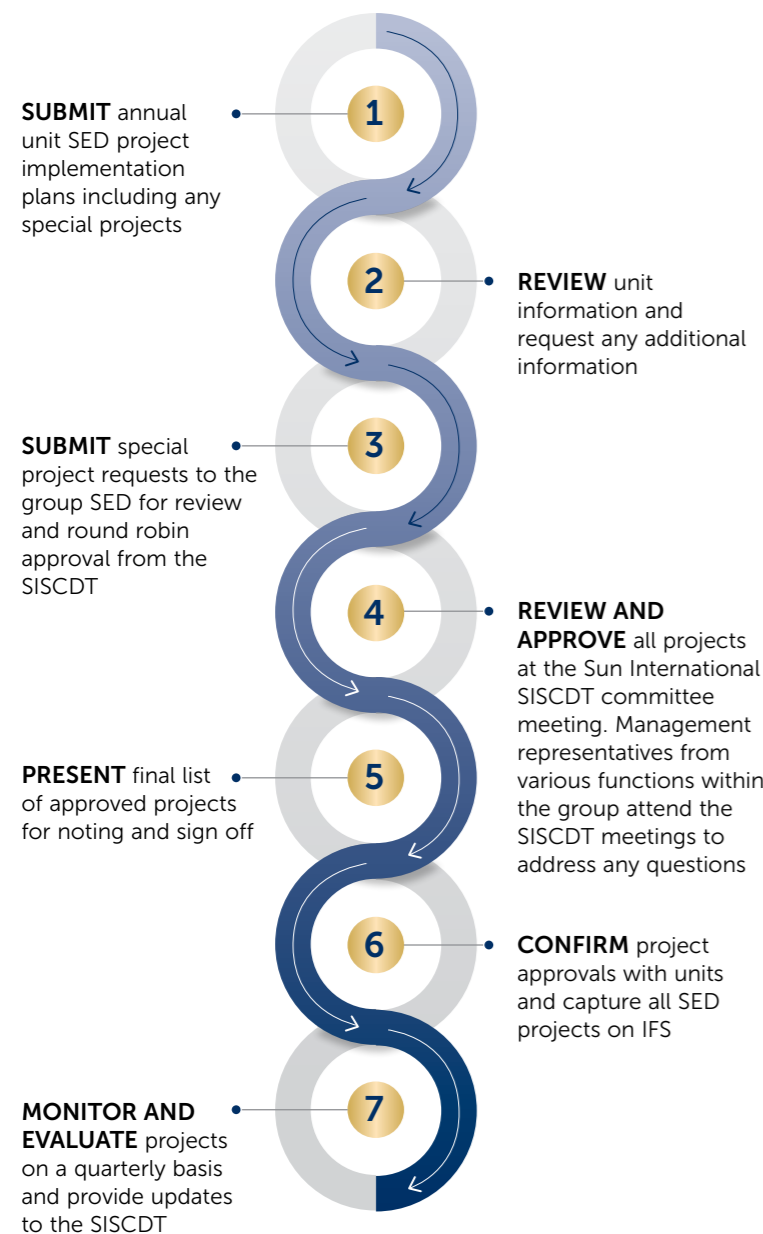 1
SUBMIT annual
unit SED project
implementation
plans including any
special projects
2
REVIEW unit
information and
request any additional
information
3
SUBMIT special
project requests to the
group SED for review
and round robin
approval from the
SISCDT
4
REVIEW AND
APPROVE all projects
at the Sun International
SISCDT committee
meeting. Management
representatives from
various functions within
the group attend the
SISCDT meetings to
address any questions
5
PRESENT final list
of approved projects
for noting and sign off
6
CONFIRM project
approvals with units
and capture all SED
projects on IFS
7
MONITOR AND
EVALUATE projects
on a quarterly basis
and provide updates
to the SISCDT